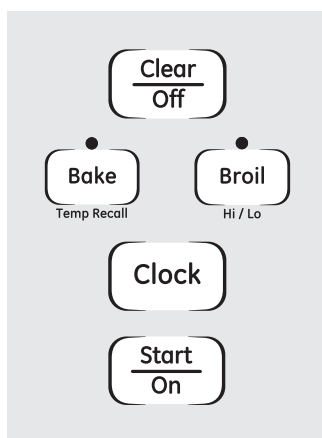 Clear
Off
Bake
Broil
Temp Recall
Hi / Lo
Clock
Start
On